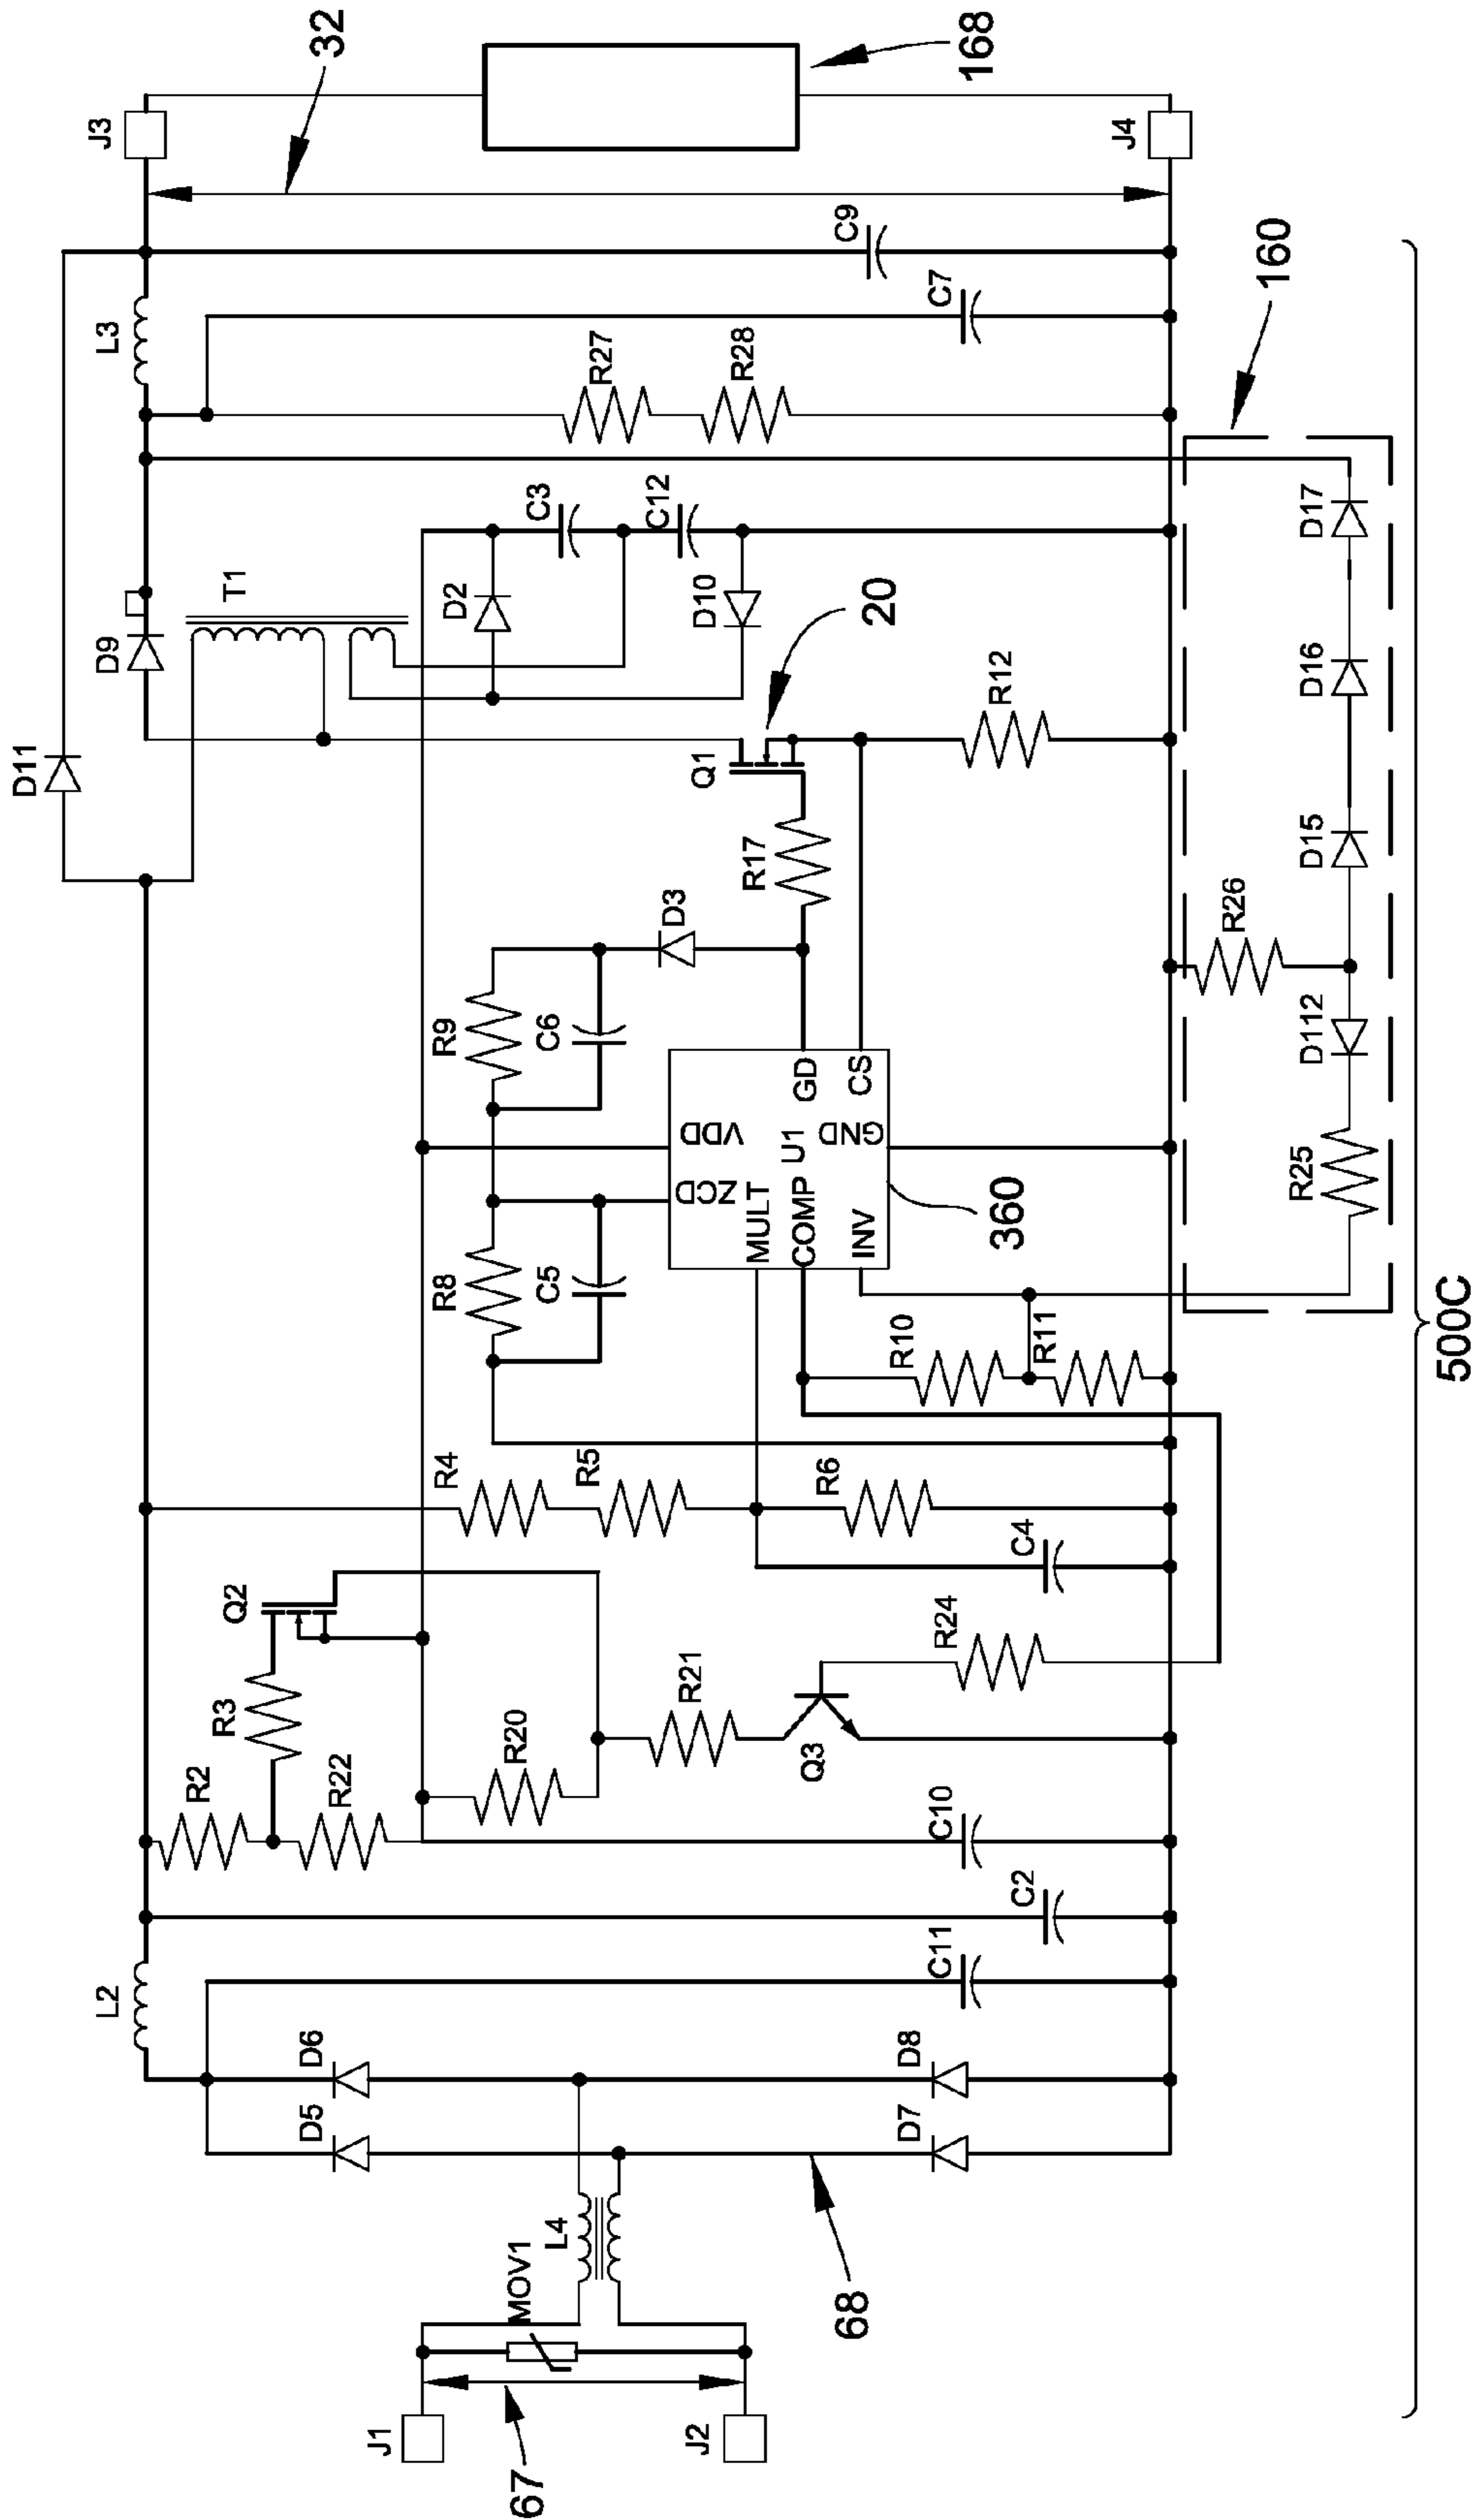 J1
J2
67
MOV1
L4
68
D5
D6
D7
D8
L2
C11
C2
C10
R2
R22
R3
Q2
R20
R21
Q3
R24
R4
R5
R6
C4
R8
C5
R9
C6
D3
R10
R11
MULT
COMP
INV
ZCD
VDD
U1
GND
GD
CS
360
R17
Q1
20
R12
D11
D9
T1
D2
D10
C3
C12
R27
R28
L3
C7
C9
32
J3
J4
168
160
R25
D112
R26
D15
D16
D17
500C